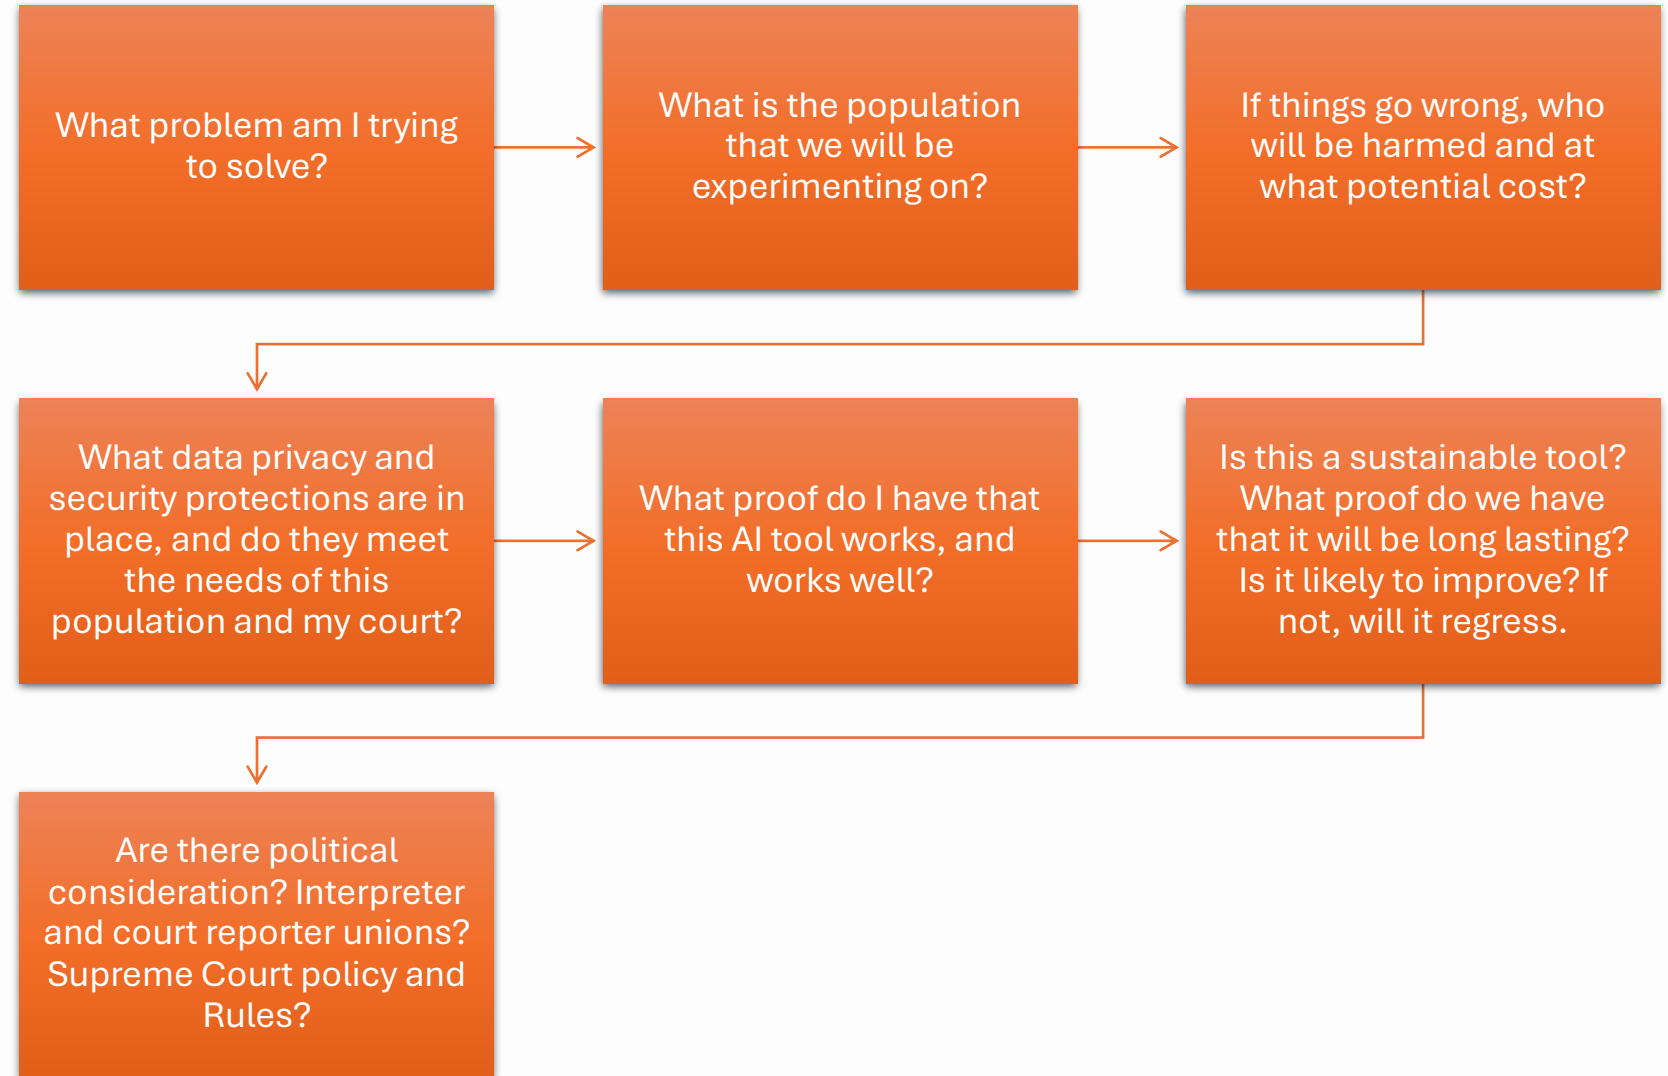 What problem am I trying
to solve?
What is the population
that we will be
experimenting on?
If things go wrong, who
will be harmed and at
what potential cost?
What data privacy and
security protections are in
place, and do they meet
the needs of this
population and my court?
What proof do I have that
this AI tool works, and
works well?
Is this a sustainable tool?
What proof do we have
that it will be long lasting?
Is it likely to improve? If
not, will it regress.
Are there political
consideration? Interpreter
and court reporter unions?
Supreme Court policy and
Rules?